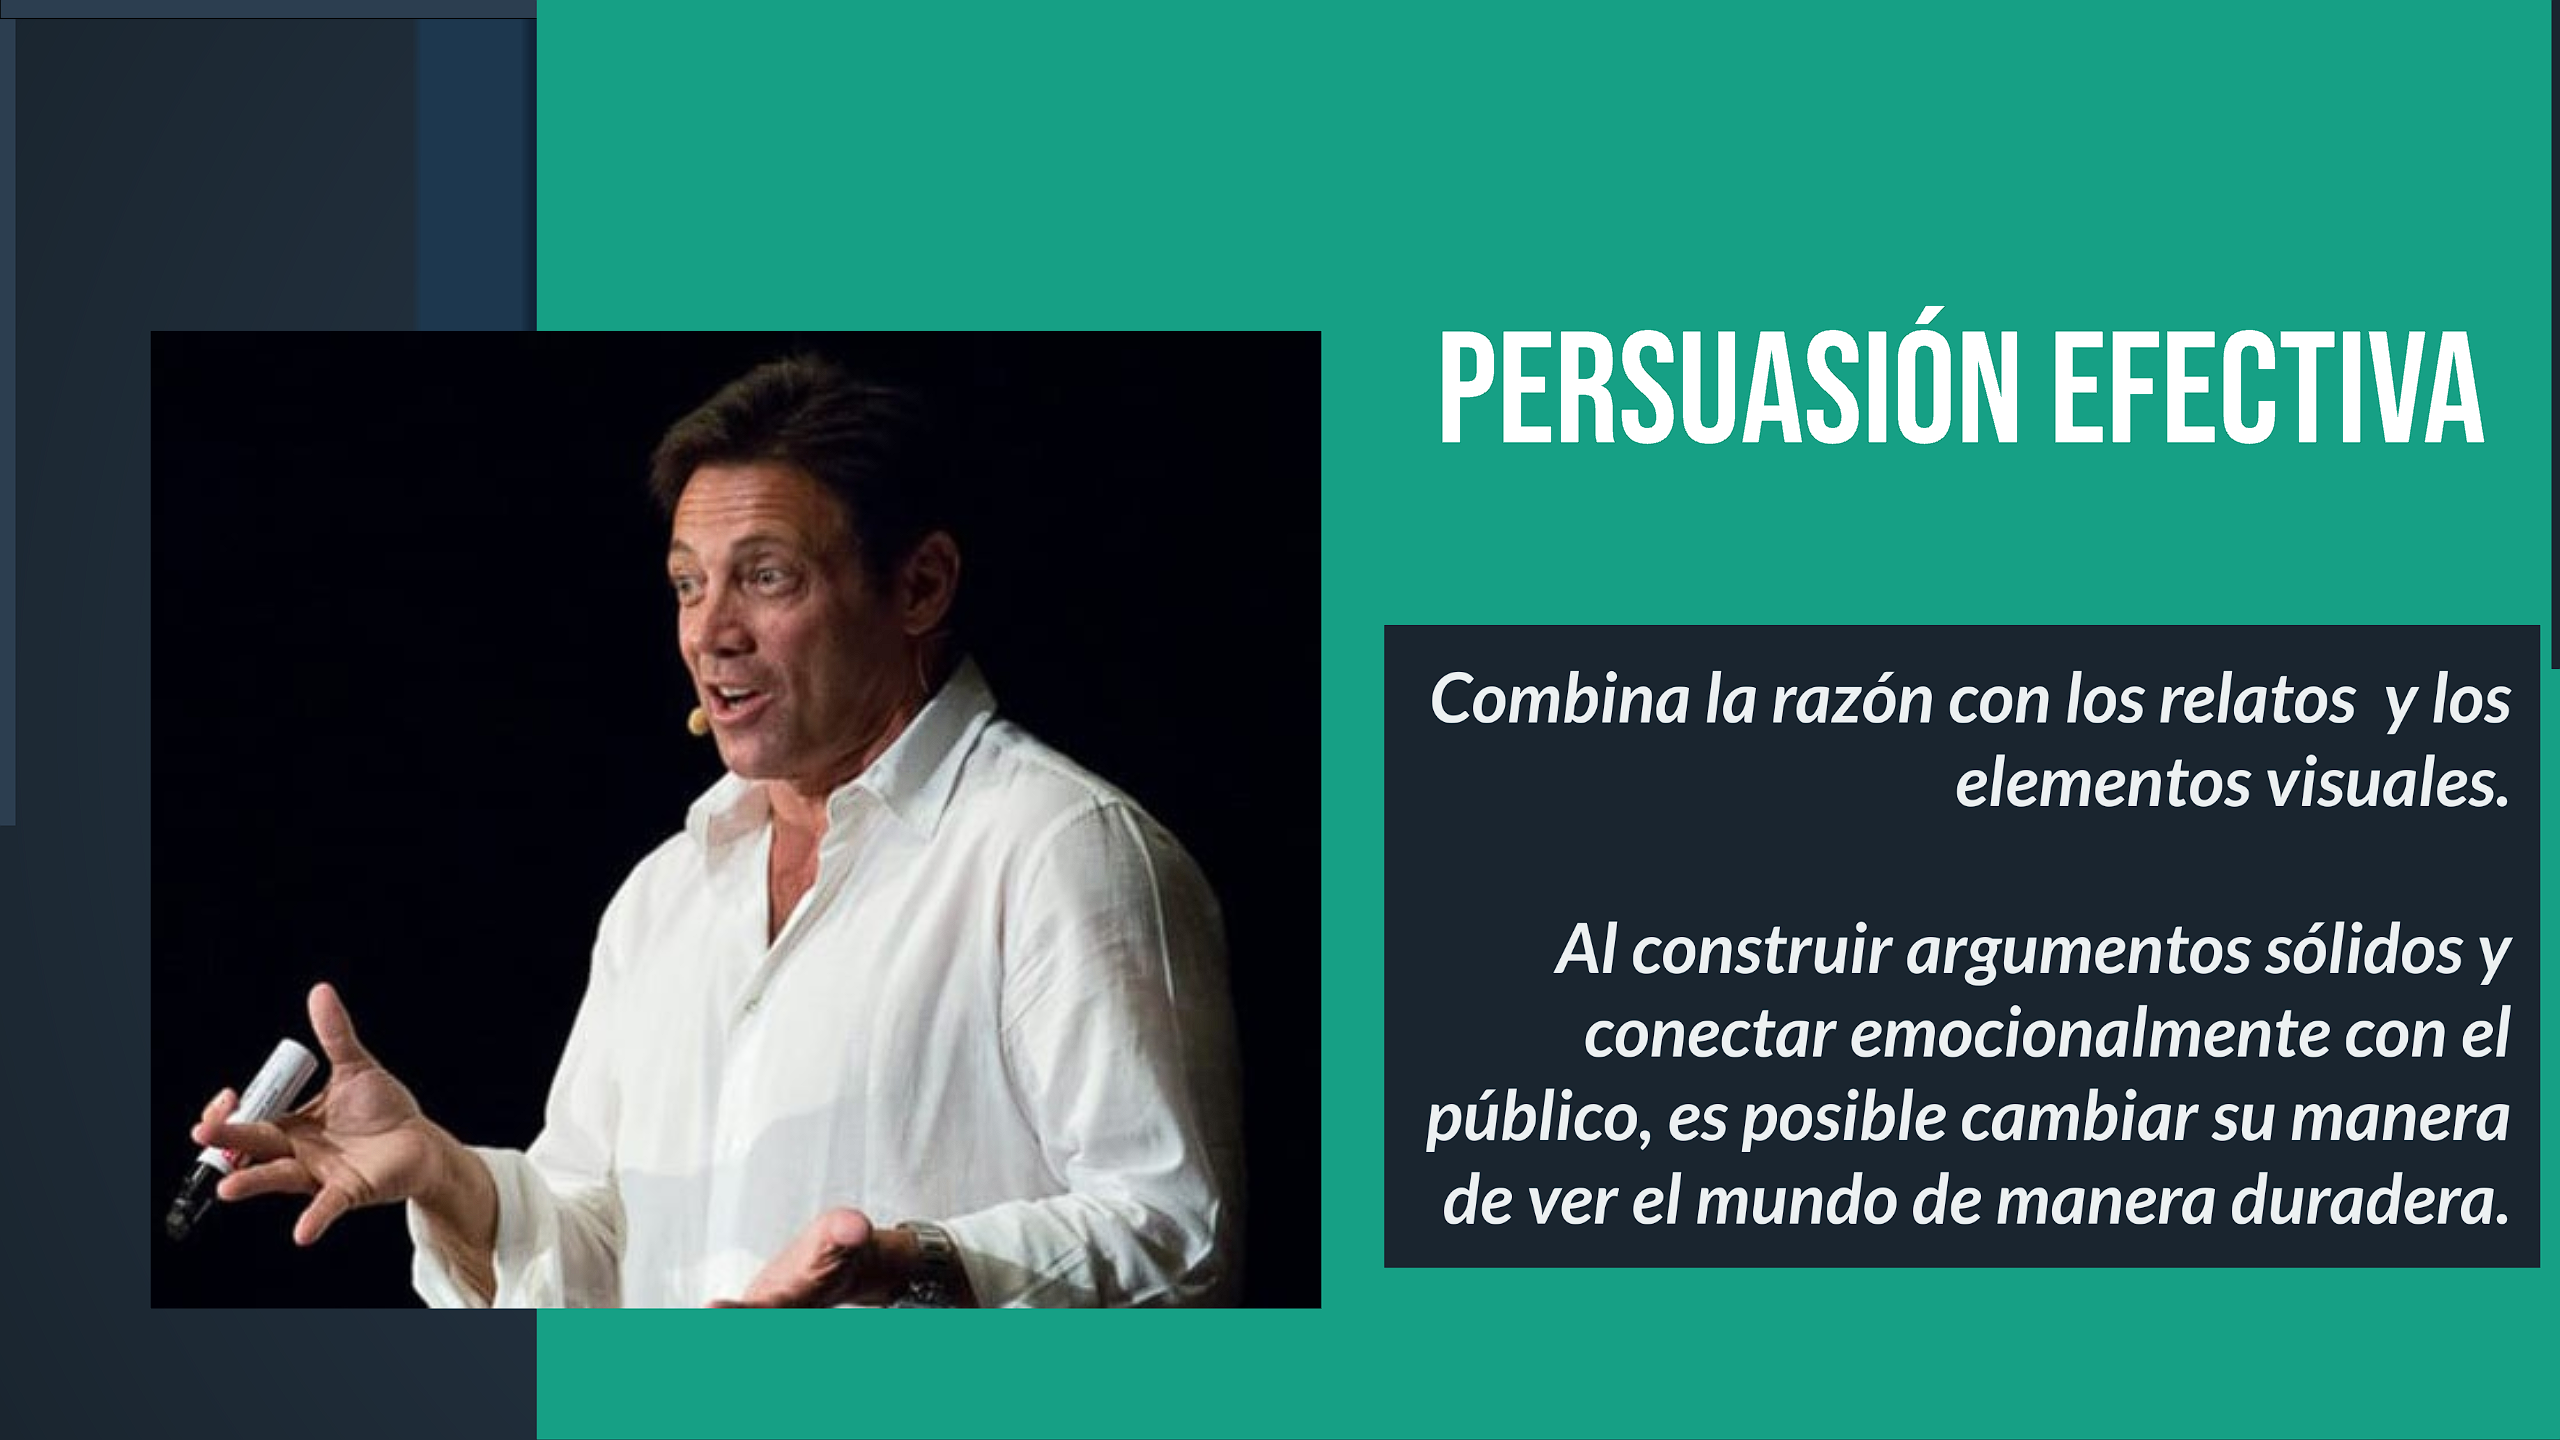 PERSUASIÓN EFECTIVA
Combina la razón con los relatos  y los
elementos visuales.
Al construir argumentos sólidos y
conectar emocionalmente con el
público, es posible cambiar su manera
de ver el mundo de manera duradera.